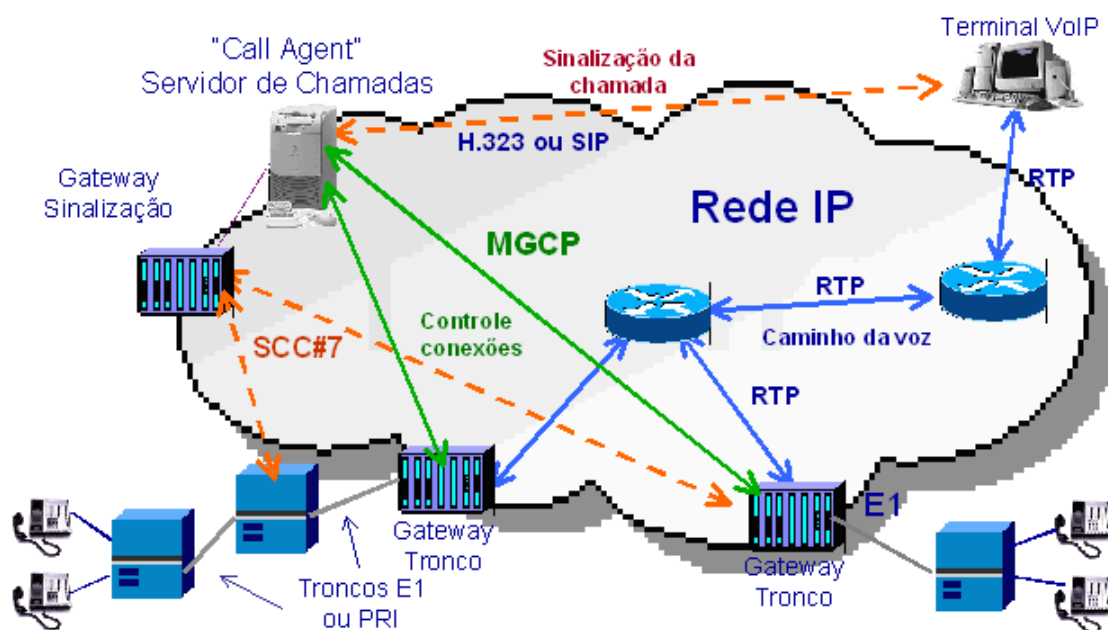 Terminal VoIP
"Call Agent"
Servidor de Chamadas
Sinalização da
chamada
H.323 ou SIP
Gateway
Sinalização
RTP
Rede IP
MGCP
RTP
Controle
conexões
SCC#7
Caminho da voz
RTP
E1
Gateway
Tronco
Gateway
Tronco
Troncos E1
ou PRI